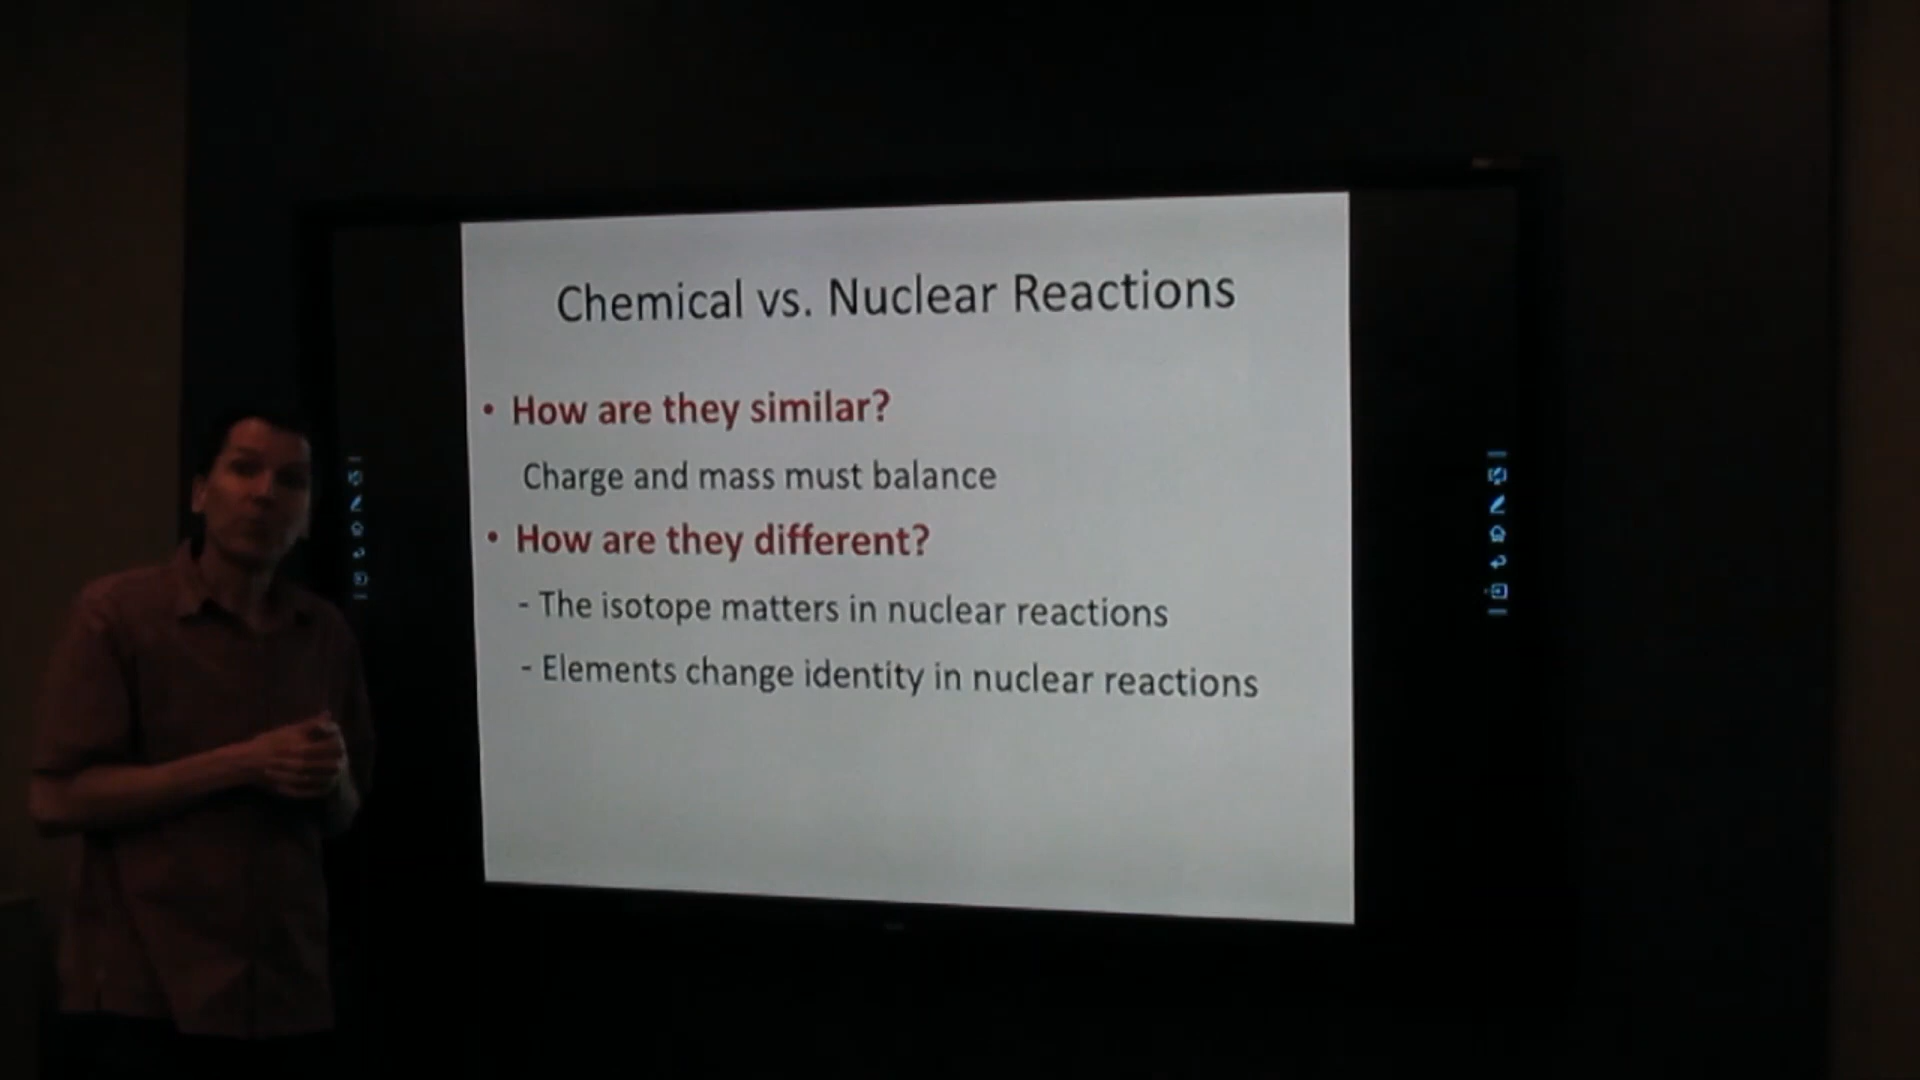 Chemical vs. Nuclear Reactions
• How are they similar?
Charge and mass must balance
• How are they different?
- The isotope matters in nuclear reactions
- Elements change identity in nuclear reactions